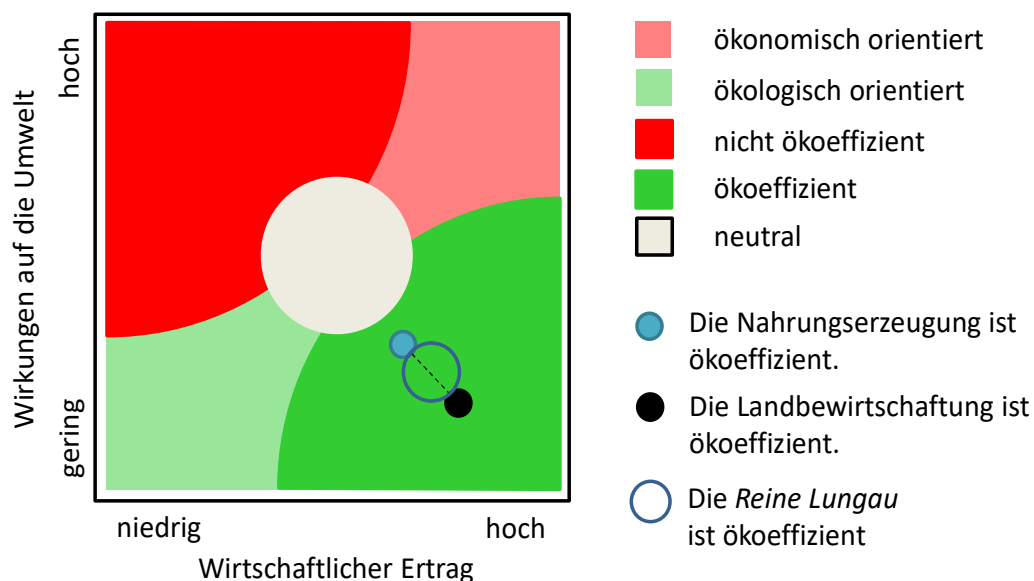 Wirkungen auf die Umwelt
hoch
gering
niedrig
hoch
Wirtschaftlicher Ertrag
ökonomisch orientiert
ökologisch orientiert
nicht ökoeffizient
ökoeffizient
neutral
Die Nahrungserzeugung ist
ökoeffizient.
Die Landbewirtschaftung ist
ökoeffizient.
Die Reine Lungau
ist ökoeffizient